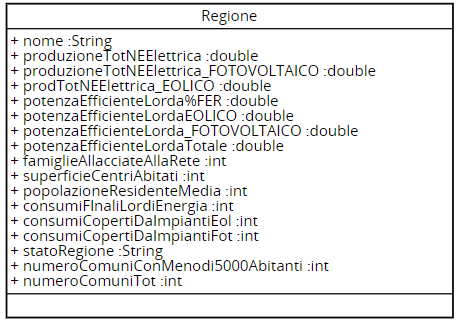 Regione
+ nome :String
+ produzioneTotNEElettrica :double
+ produzioneTotNEElettrica_FOTOVOLTAICO :double
+ prodTotNEElettrica_EOLICO :double
+ potenzaEfficienteLorda%FER :double
+ potenzaEfficienteLordaEOLICO :double
+ potenzaEfficienteLorda_FOTOVOLTAICO :double
+ potenzaEfficienteLordaTotale :double
+ famiglieAllacciateAllaRete :int
+ superficieCentriAbitati :int
+ popolazioneResidenteMedia :int
+ consumiFInaliLordiEnergia :int
+ consumiCopertiDaImpiantiEol :int
+ consumiCopertiDaImpiantiFot :int
+ statoRegione :String
+ numeroComuniConMenodi5000Abitanti :int
+ numeroComuniTot :int